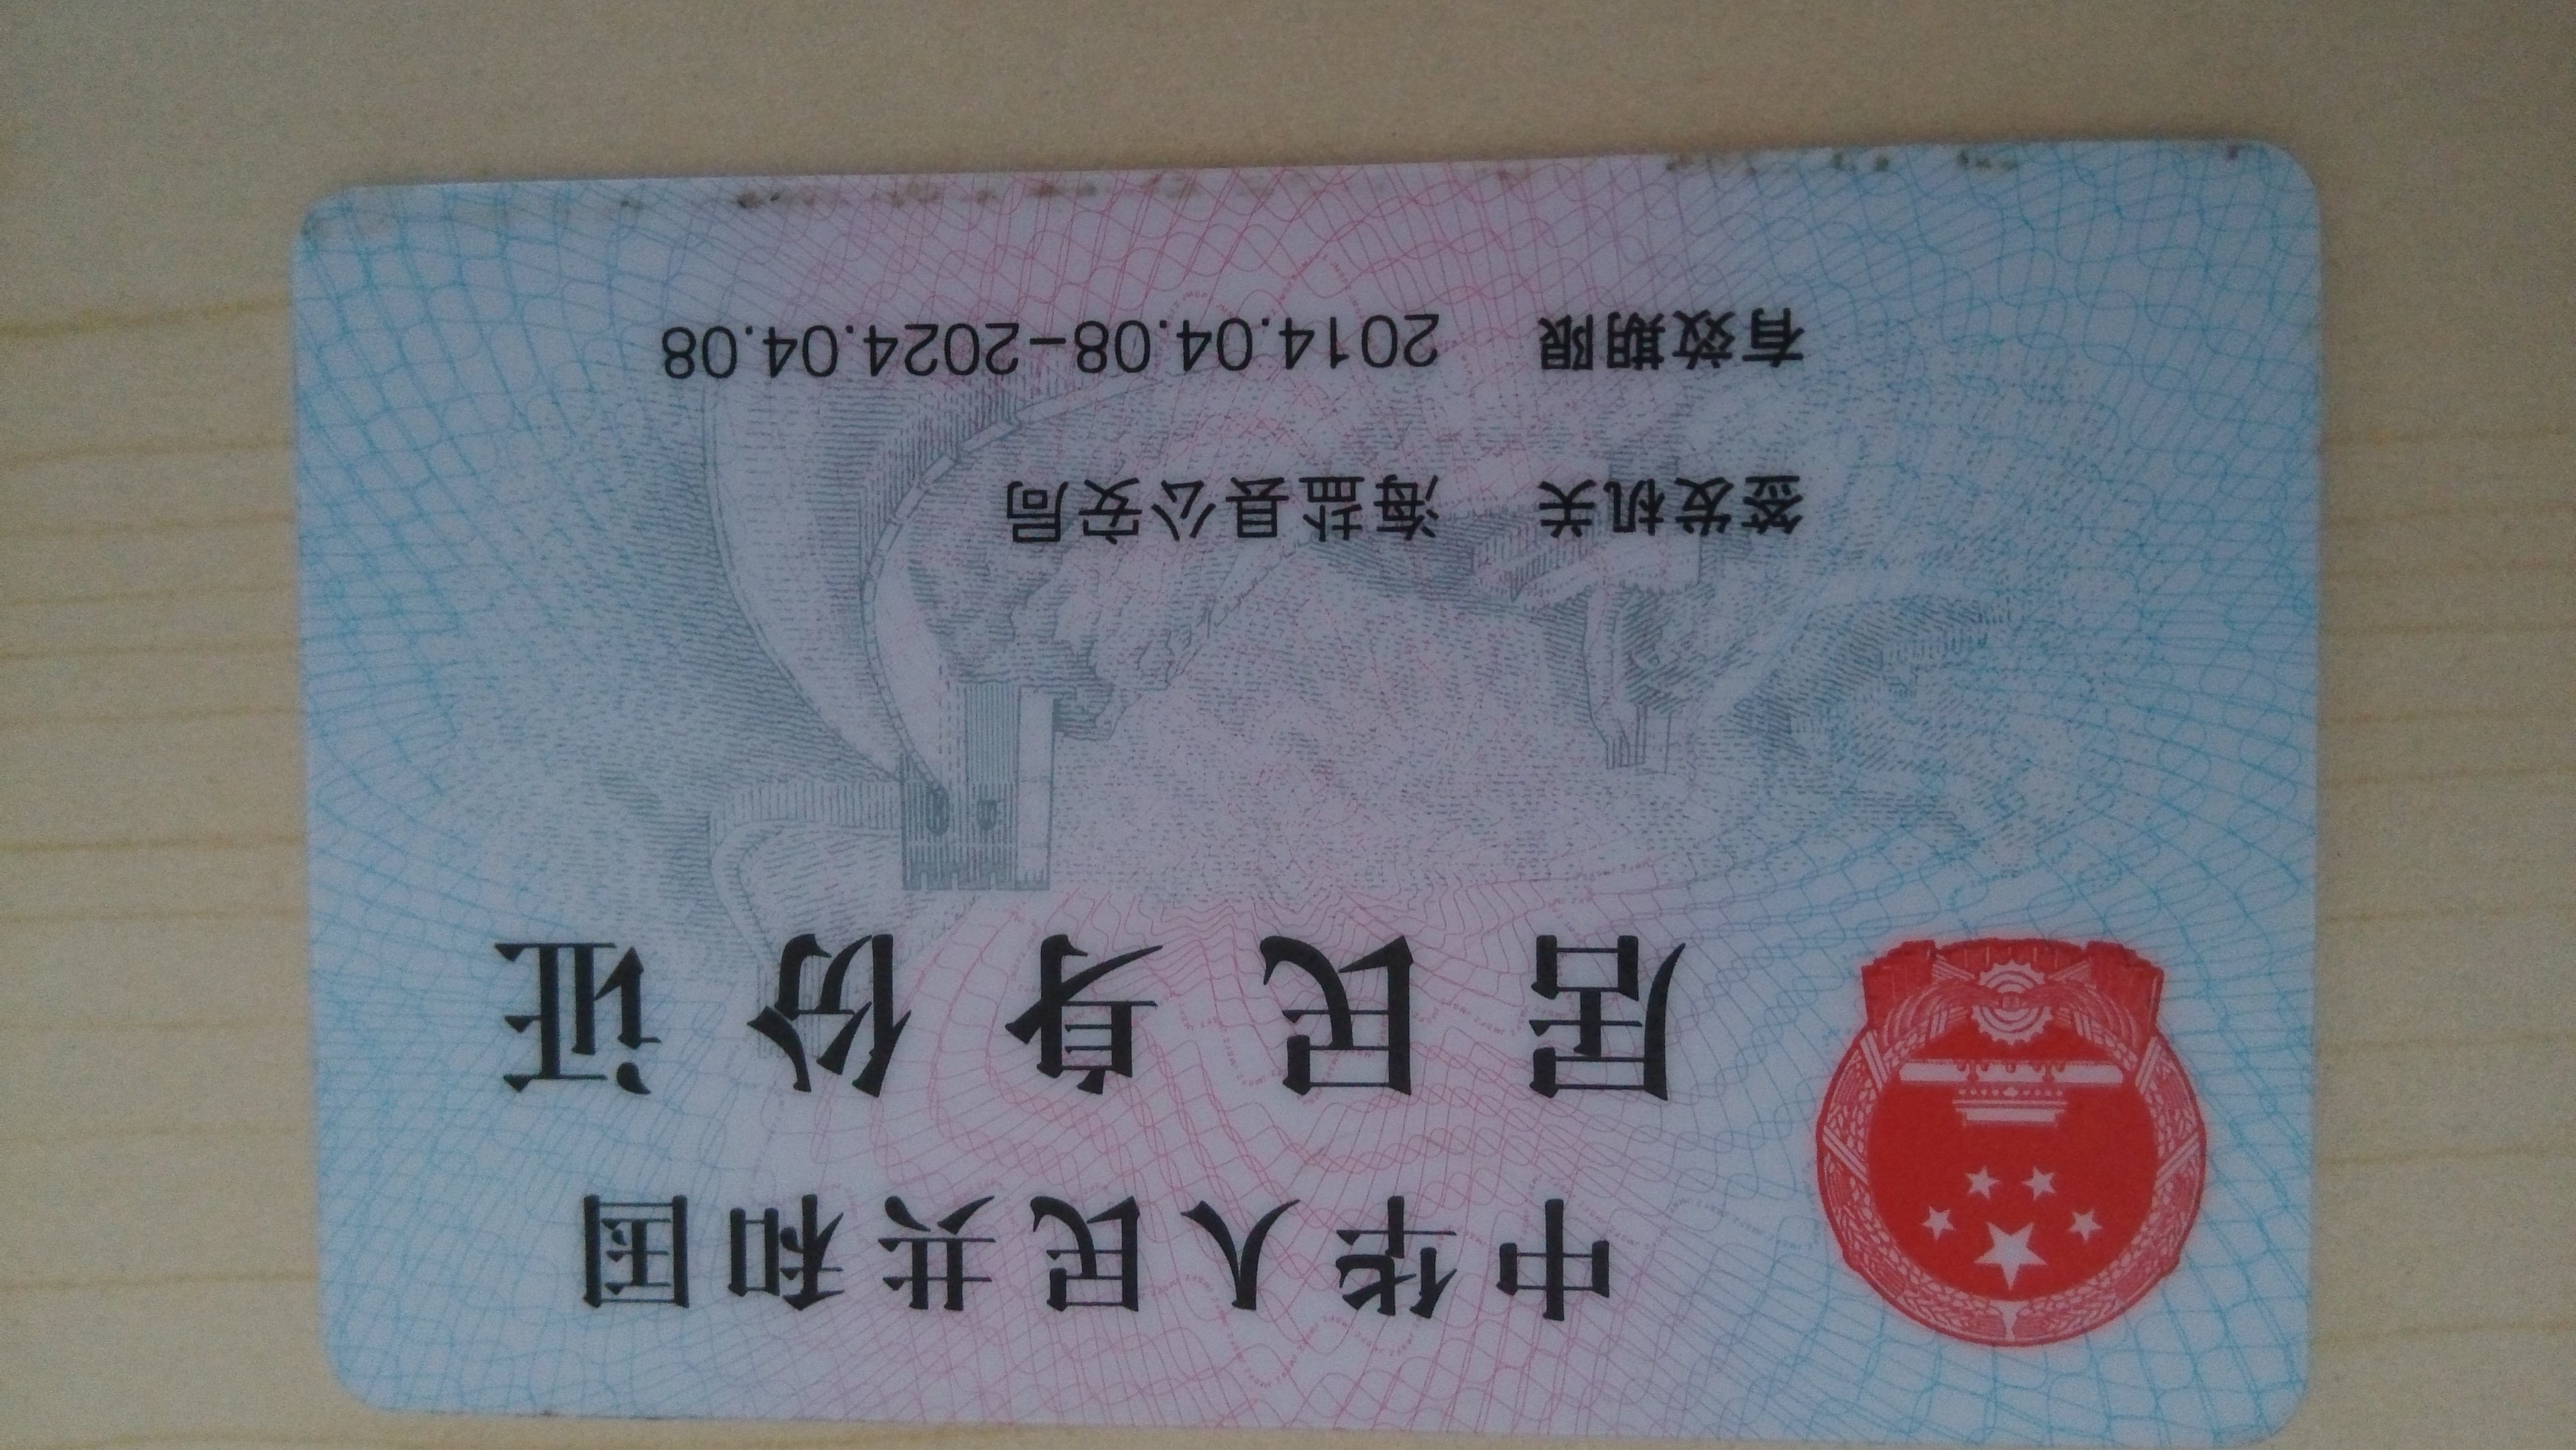 中华人民共和国
居民身份证
签发机关 海盐县公安局
有效期限 2014.04.08-2024.04.08